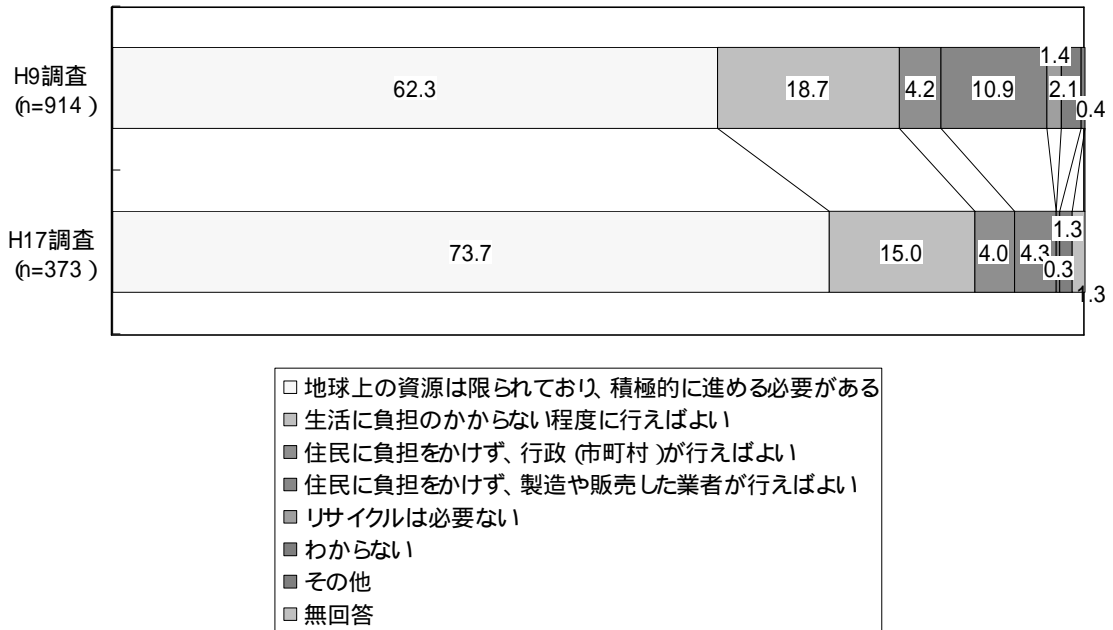 H9調査
(n=914)
62.3
18.7
4.2
10.9
1.4
2.1
0.4
H17調査
(n=373)
73.7
15.0
4.0
4.3
0.3
1.3
1.3
地球上の資源は限られており、積極的に進める必要がある
生活に負担のかからない程度に行えばよい
住民に負担をかけず、行政(市町村)が行えばよい
住民に負担をかけず、製造や販売した業者が行えばよい
リサイクルは必要ない
わからない
その他
無回答